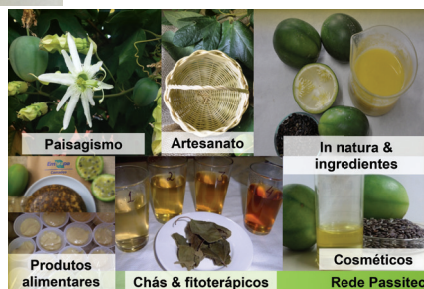 Paisagismo
Artesanato
In natura &
ingredientes
Produtos
alimentares
Chás & fitoterápicos
Cosméticos
Rede Passitec